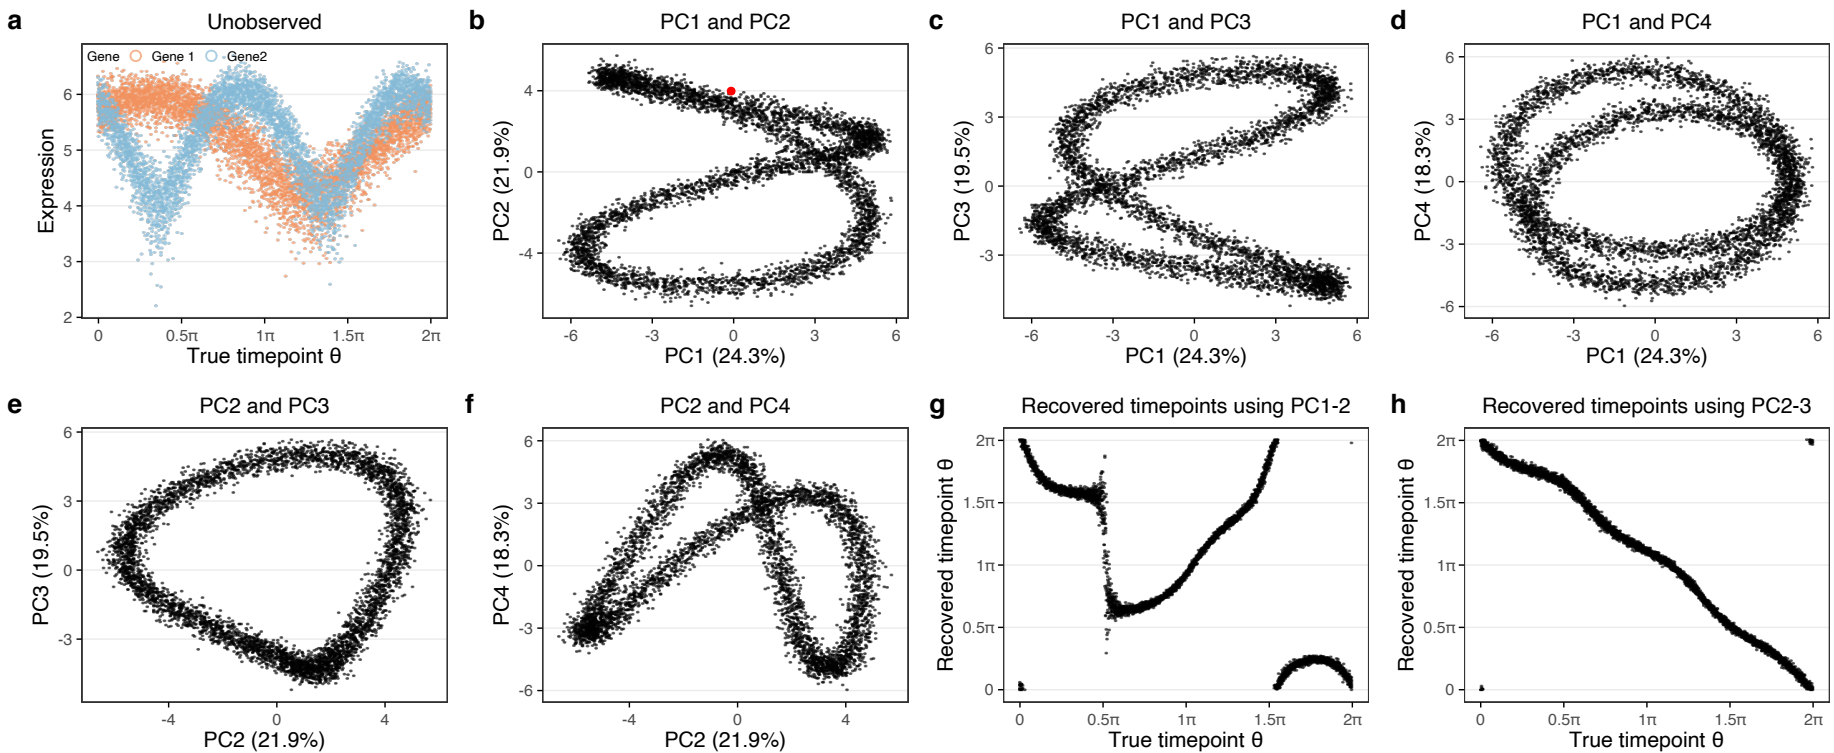 a Unobserved
Gene Gene 1 Gene2
Expression
6
5
4
3
2
0 0.5π 1π 1.5π 2π
True timepoint θ
b PC1 and PC2
PC2 (21.9%)
4
0
-4
-6 -3 0 3 6
PC1 (24.3%)
c PC1 and PC3
PC3 (19.5%)
6
3
0
-3
-6 -3 0 3 6
PC1 (24.3%)
d PC1 and PC4
PC4 (18.3%)
6
3
0
-3
-6
-6 -3 0 3 6
PC1 (24.3%)
e PC2 and PC3
PC3 (19.5%)
6
3
0
-3
-4 0 4
PC2 (21.9%)
f PC2 and PC4
PC4 (18.3%)
6
3
0
-3
-6
-4 0 4
PC2 (21.9%)
g Recovered timepoints using PC1-2
Recovered timepoint θ
2π
1.5π
1π
0.5π
0
0 0.5π 1π 1.5π 2π
True timepoint θ
h Recovered timepoints using PC2-3
Recovered timepoint θ
2π
1.5π
1π
0.5π
0
0 0.5π 1π 1.5π 2π
True timepoint θ